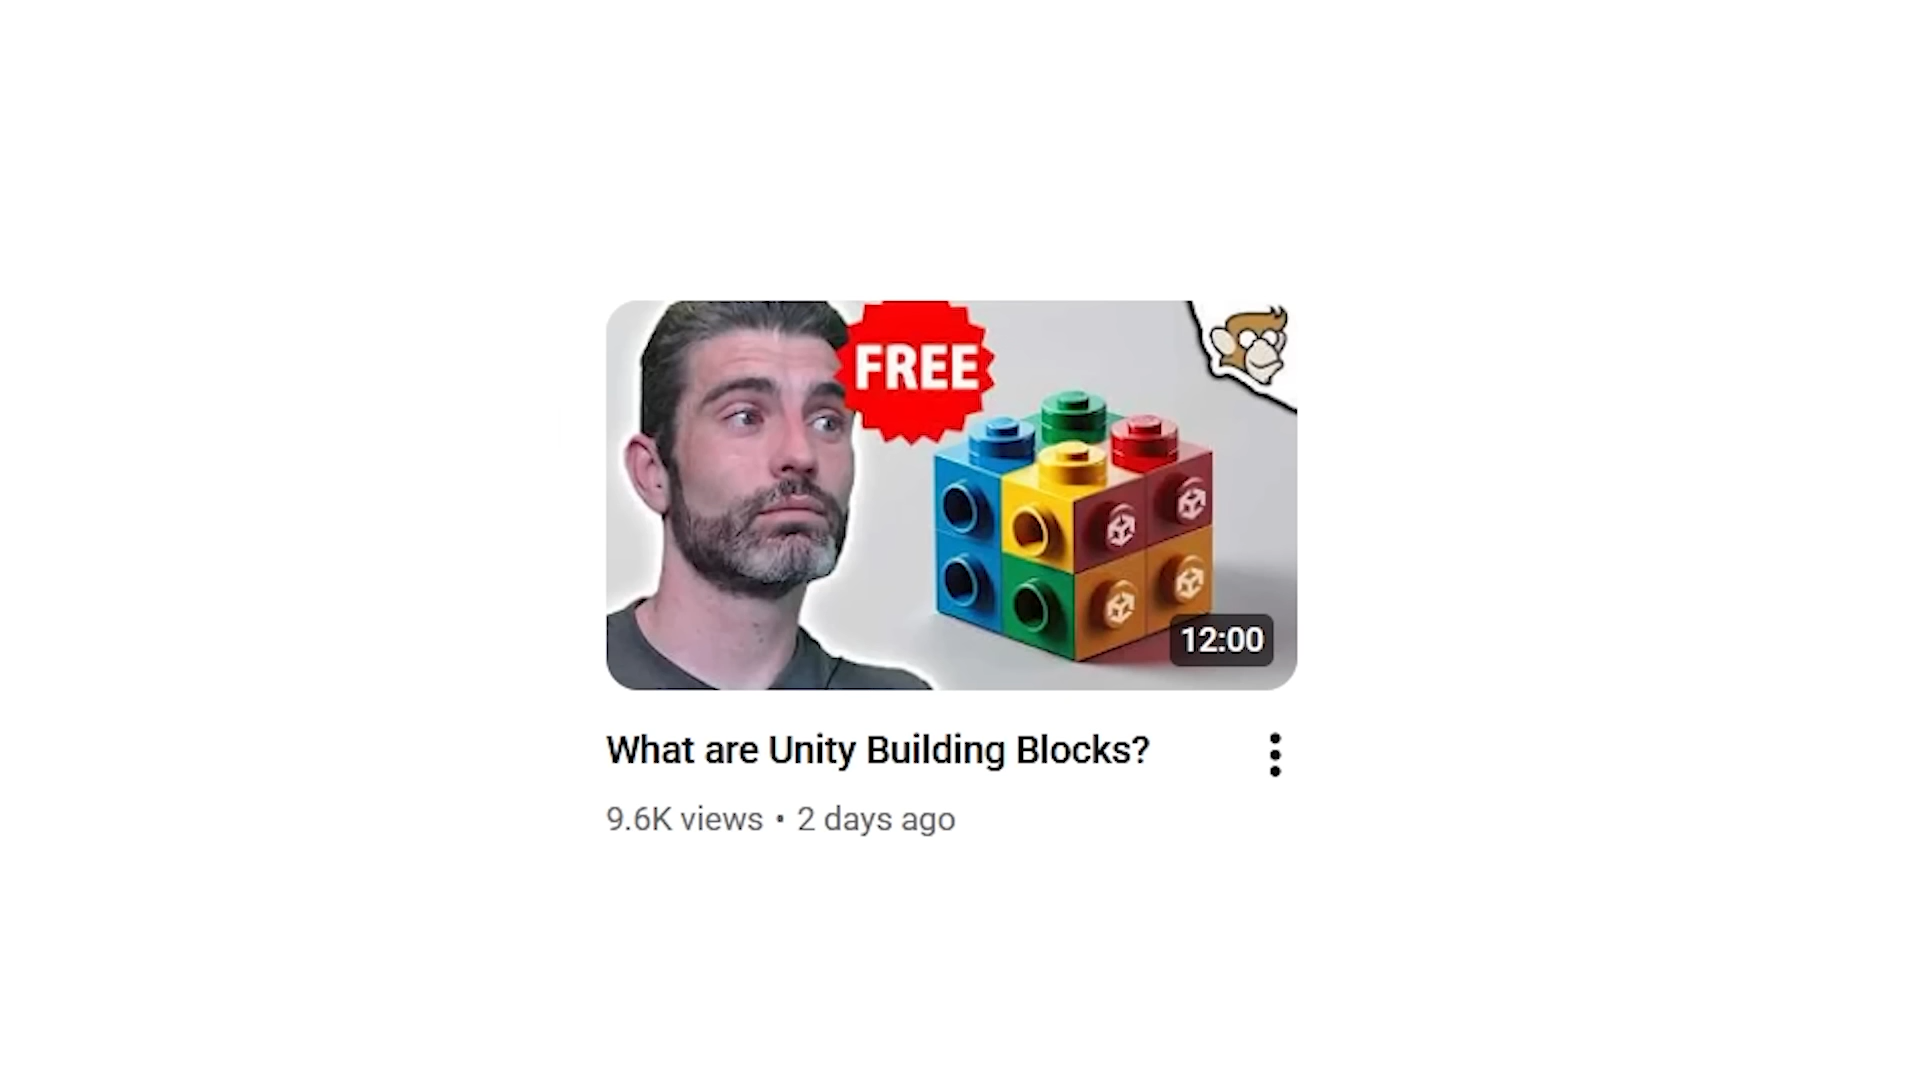 FREE
12:00
What are Unity Building Blocks?
9.6K views • 2 days ago